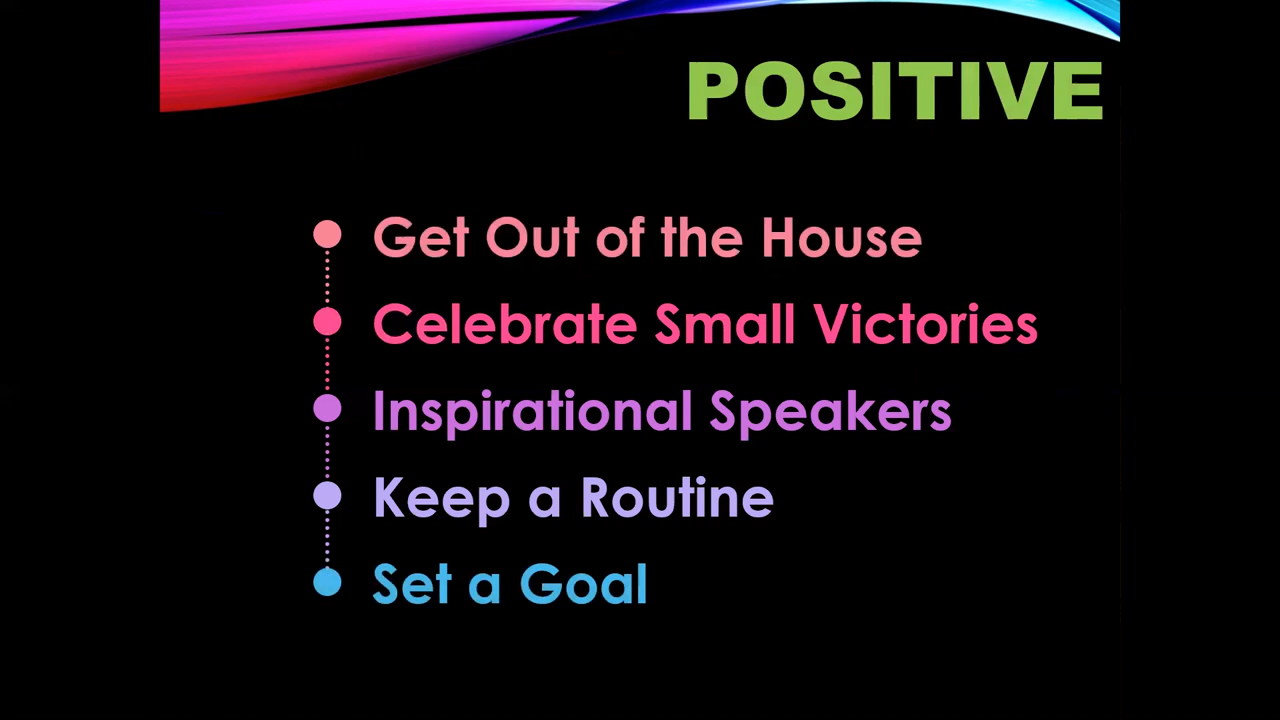 POSITIVE
Get Out of the House
Celebrate Small Victories
Inspirational Speakers
Keep a Routine
Set a Goal